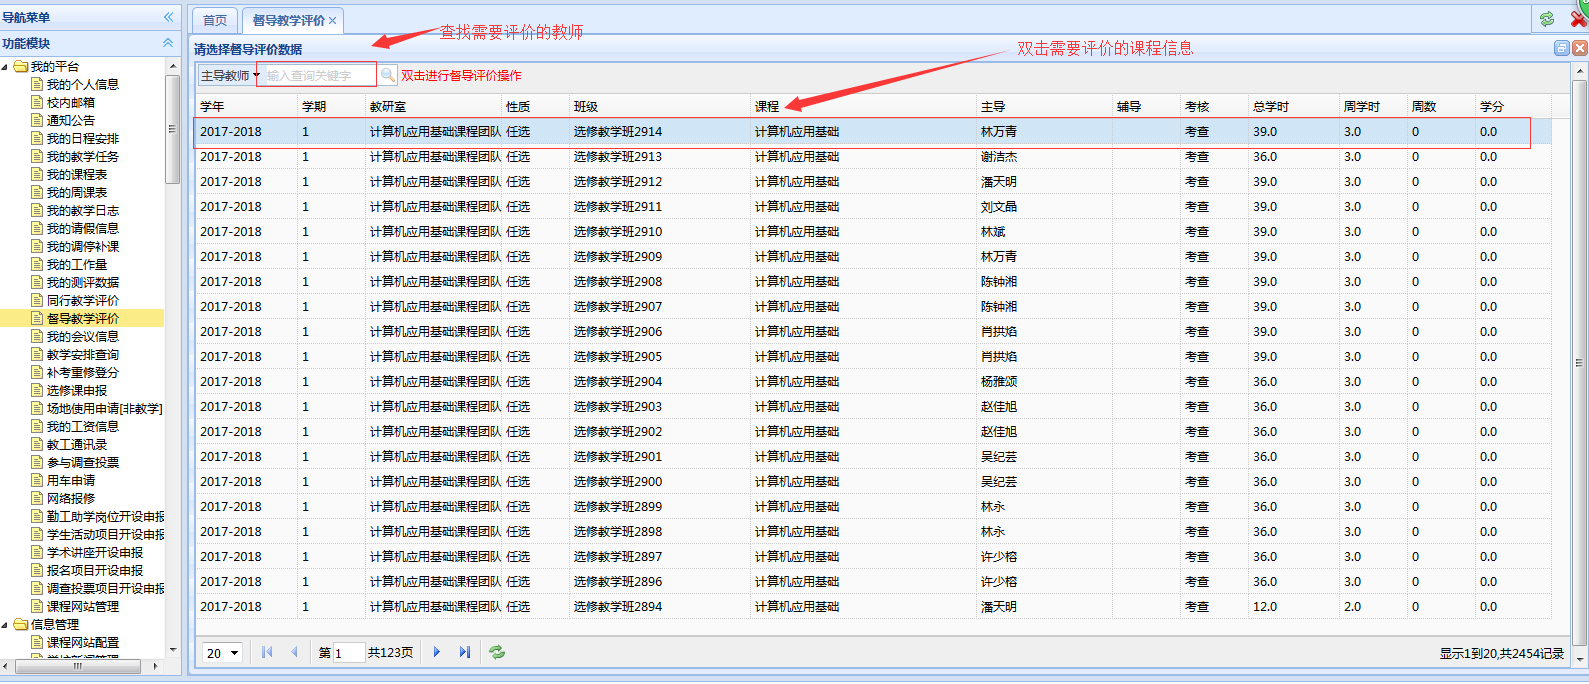 导航菜单
功能模块
我的平台
我的个人信息
校内邮箱
通知公告
我的日程安排
我的教学任务
我的课程表
我的周课表
我的教学日志
我的请假信息
我的调停补课
我的工作量
我的测评数据
同行教学评价
督导教学评价
我的会议信息
教学安排查询
补考重修登分
选修课申报
场地使用申请[非教学]
我的工资信息
教工通讯录
参与调查投票
用车申请
网络报修
勤工助学岗位开设申报
学生活动项目开设申报
学术讲座开设申报
报名项目开设申报
调查投票项目开设申报
课程网站管理
信息管理
课程网站配置
首页 督导教学评价
查找需要评价的教师
双击需要评价的课程信息
请选择督导评价数据
主导教师 输入查询关键字 双击进行督导评价操作
学年 学期 教研室 性质 班级 课程 主导 辅导 考核 总学时 周学时 周数 学分
2017-2018 1 计算机应用基础课程团队 任选 选修教学班2914 计算机应用基础 林万青 考查 39.0 3.0 0 0.0
2017-2018 1 计算机应用基础课程团队 任选 选修教学班2913 计算机应用基础 谢洁杰 考查 36.0 3.0 0 0.0
2017-2018 1 计算机应用基础课程团队 任选 选修教学班2912 计算机应用基础 潘天明 考查 39.0 3.0 0 0.0
2017-2018 1 计算机应用基础课程团队 任选 选修教学班2911 计算机应用基础 刘文晶 考查 39.0 3.0 0 0.0
2017-2018 1 计算机应用基础课程团队 任选 选修教学班2910 计算机应用基础 林斌 考查 39.0 3.0 0 0.0
2017-2018 1 计算机应用基础课程团队 任选 选修教学班2909 计算机应用基础 林万青 考查 39.0 3.0 0 0.0
2017-2018 1 计算机应用基础课程团队 任选 选修教学班2908 计算机应用基础 陈钟湘 考查 39.0 3.0 0 0.0
2017-2018 1 计算机应用基础课程团队 任选 选修教学班2907 计算机应用基础 陈钟湘 考查 39.0 3.0 0 0.0
2017-2018 1 计算机应用基础课程团队 任选 选修教学班2906 计算机应用基础 肖拱焰 考查 39.0 3.0 0 0.0
2017-2018 1 计算机应用基础课程团队 任选 选修教学班2905 计算机应用基础 肖拱焰 考查 39.0 3.0 0 0.0
2017-2018 1 计算机应用基础课程团队 任选 选修教学班2904 计算机应用基础 杨雅颂 考查 36.0 3.0 0 0.0
2017-2018 1 计算机应用基础课程团队 任选 选修教学班2903 计算机应用基础 赵佳旭 考查 36.0 3.0 0 0.0
2017-2018 1 计算机应用基础课程团队 任选 选修教学班2902 计算机应用基础 赵佳旭 考查 36.0 3.0 0 0.0
2017-2018 1 计算机应用基础课程团队 任选 选修教学班2901 计算机应用基础 吴纪芸 考查 36.0 3.0 0 0.0
2017-2018 1 计算机应用基础课程团队 任选 选修教学班2900 计算机应用基础 吴纪芸 考查 36.0 3.0 0 0.0
2017-2018 1 计算机应用基础课程团队 任选 选修教学班2899 计算机应用基础 林永 考查 36.0 3.0 0 0.0
2017-2018 1 计算机应用基础课程团队 任选 选修教学班2898 计算机应用基础 林永 考查 36.0 3.0 0 0.0
2017-2018 1 计算机应用基础课程团队 任选 选修教学班2897 计算机应用基础 许少榕 考查 36.0 3.0 0 0.0
2017-2018 1 计算机应用基础课程团队 任选 选修教学班2896 计算机应用基础 许少榕 考查 36.0 3.0 0 0.0
2017-2018 1 计算机应用基础课程团队 任选 选修教学班2894 计算机应用基础 潘天明 考查 12.0 2.0 0 0.0
20 第 1 共123页 显示1到20,共2454记录